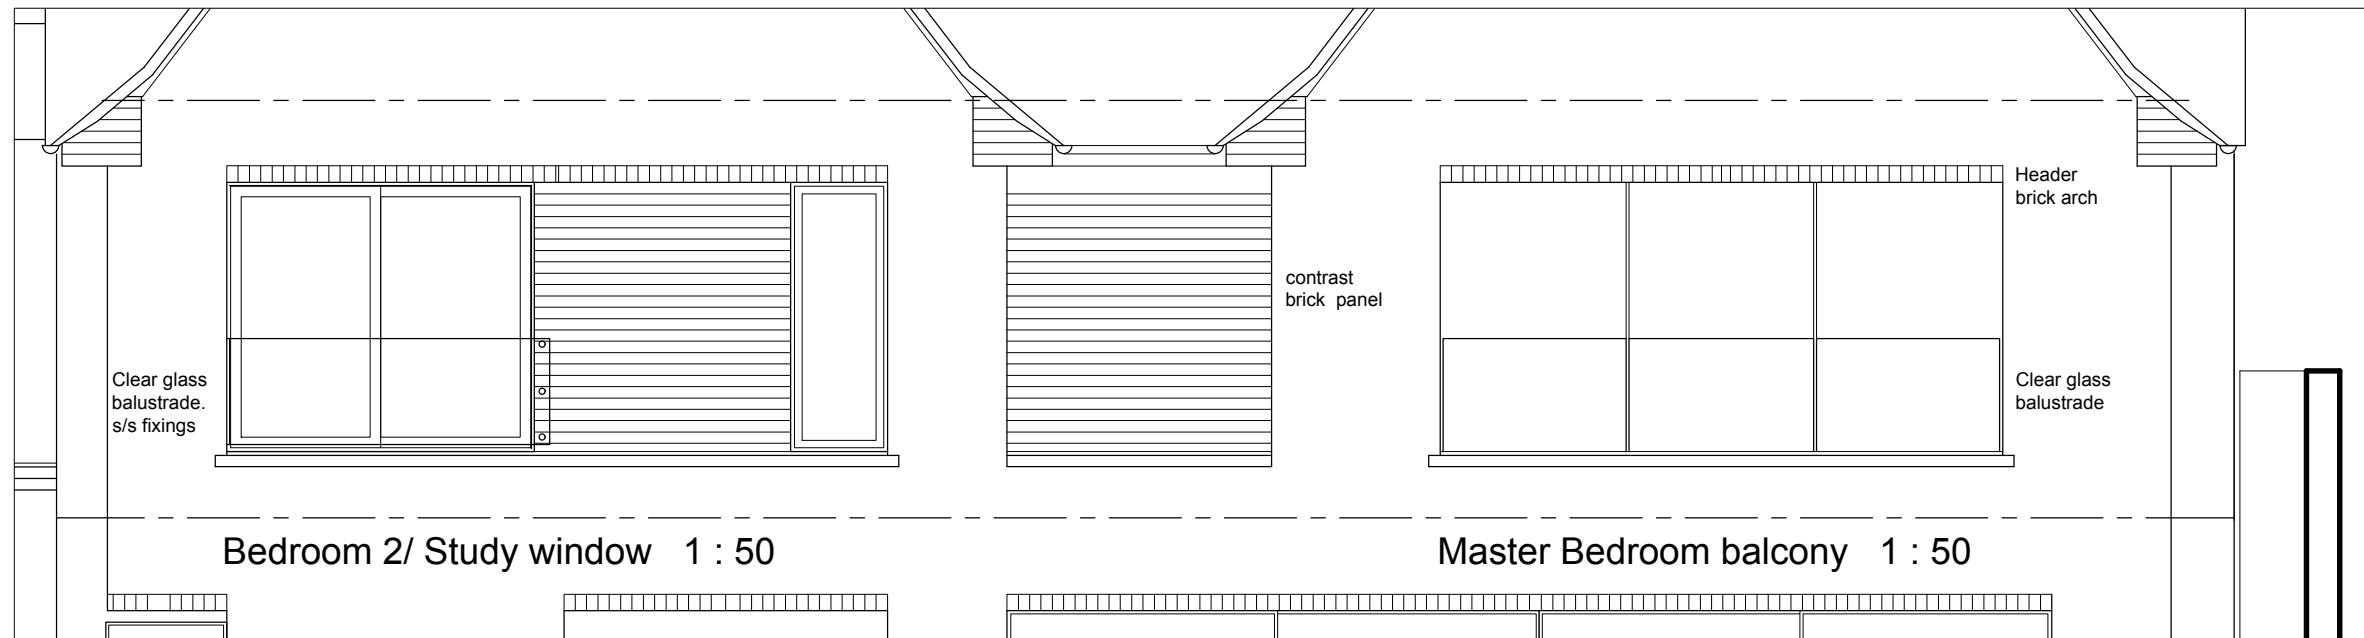 Header
brick arch
contrast
brick panel
Clear glass
balustrade.
s/s fixings
Clear glass
balustrade
Bedroom 2/ Study window 1 : 50
Master Bedroom balcony 1 : 50